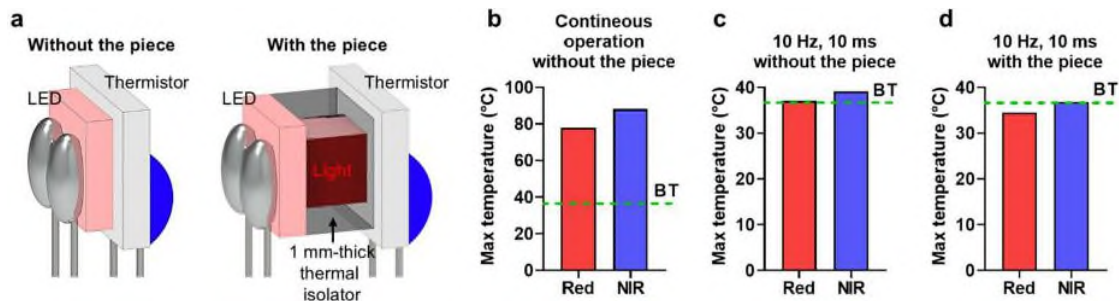 a
Without the piece
Thermistor
LED
With the piece
Thermistor
LED
Light
1 mm-thick
thermal
isolator
b
Contineous
operation
without the piece
Max temperature (°C)
100
80
60
40
20
0
BT
Red NIR
c
10 Hz, 10 ms
without the piece
Max temperature (°C)
40
30
20
10
0
BT
Red NIR
d
10 Hz, 10 ms
with the piece
Max temperature (°C)
40
30
20
10
0
BT
Red NIR